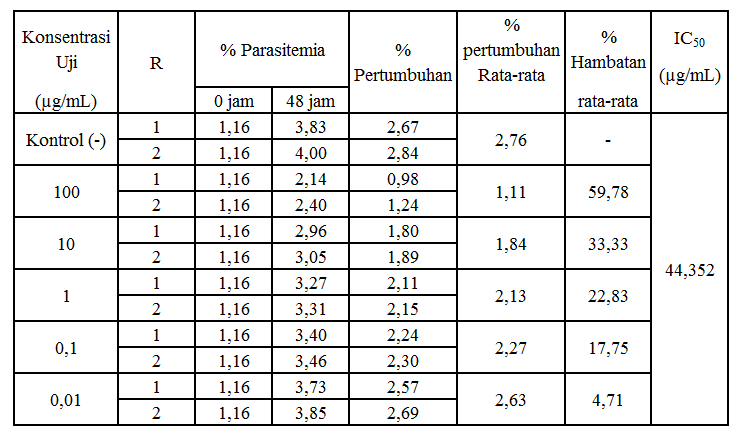 Konsentrasi Uji (µg/mL) R % Parasitemia % Pertumbuhan % pertumbuhan Rata-rata % Hambatan rata-rata IC50 (µg/mL)
0 jam 48 jam
Kontrol (-) 1 1,16 3,83 2,67 2,76 - 44,352
2 1,16 4,00 2,84
100 1 1,16 2,14 0,98 1,11 59,78
2 1,16 2,40 1,24
10 1 1,16 2,96 1,80 1,84 33,33
2 1,16 3,05 1,89
1 1 1,16 3,27 2,11 2,13 22,83
2 1,16 3,31 2,15
0,1 1 1,16 3,40 2,24 2,27 17,75
2 1,16 3,46 2,30
0,01 1 1,16 3,73 2,57 2,63 4,71
2 1,16 3,85 2,69